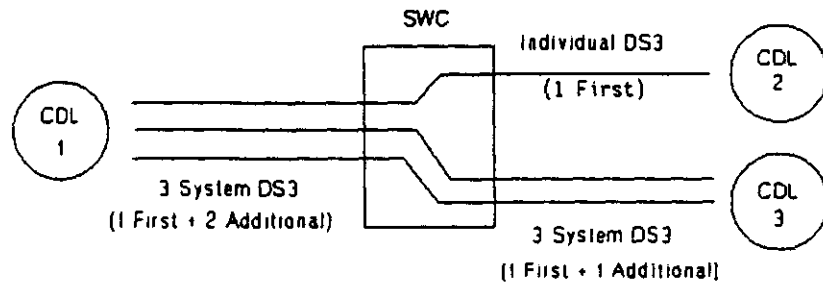 SWC
Individual DS3
(1 First)
CDL
2
CDL
1
3 System DS3
(1 First + 2 Additional)
CDL
3
3 System DS3
(1 First + 1 Additional)